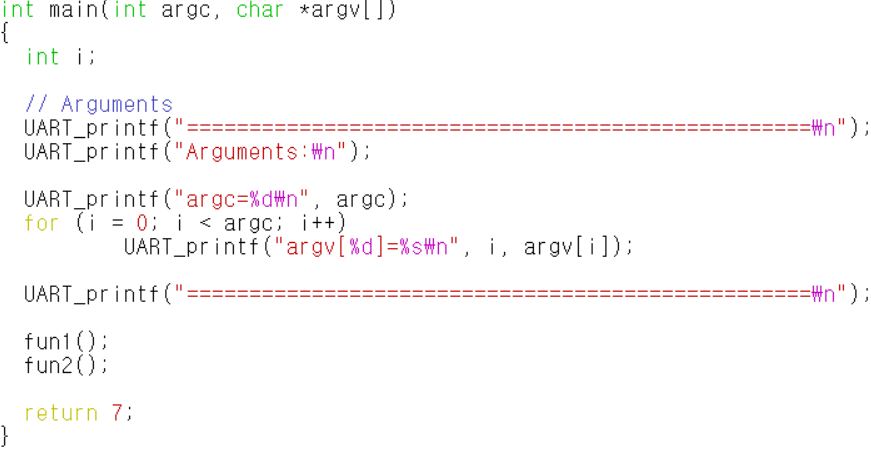 int main(int argc, char *argv[])
{
  int i;

  // Arguments
  UART_printf("==================================================₩n");
  UART_printf("Arguments:₩n");

  UART_printf("argc=%d₩n", argc);
  for (i = 0; i < argc; i++)
          UART_printf("argv[%d]=%s₩n", i, argv[i]);

  UART_printf("==================================================₩n");

  fun1();
  fun2();

  return 7;
}